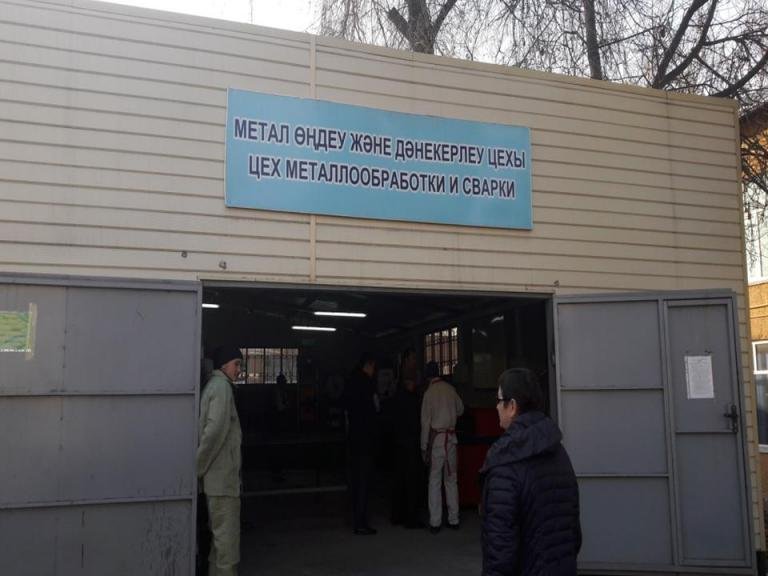 МЕТАЛ ӨҢДЕУ ЖӘНЕ ДӘНЕКЕРЛЕУ ЦЕХЫ
ЦЕХ МЕТАЛЛООБРАБОТКИ И СВАРКИ